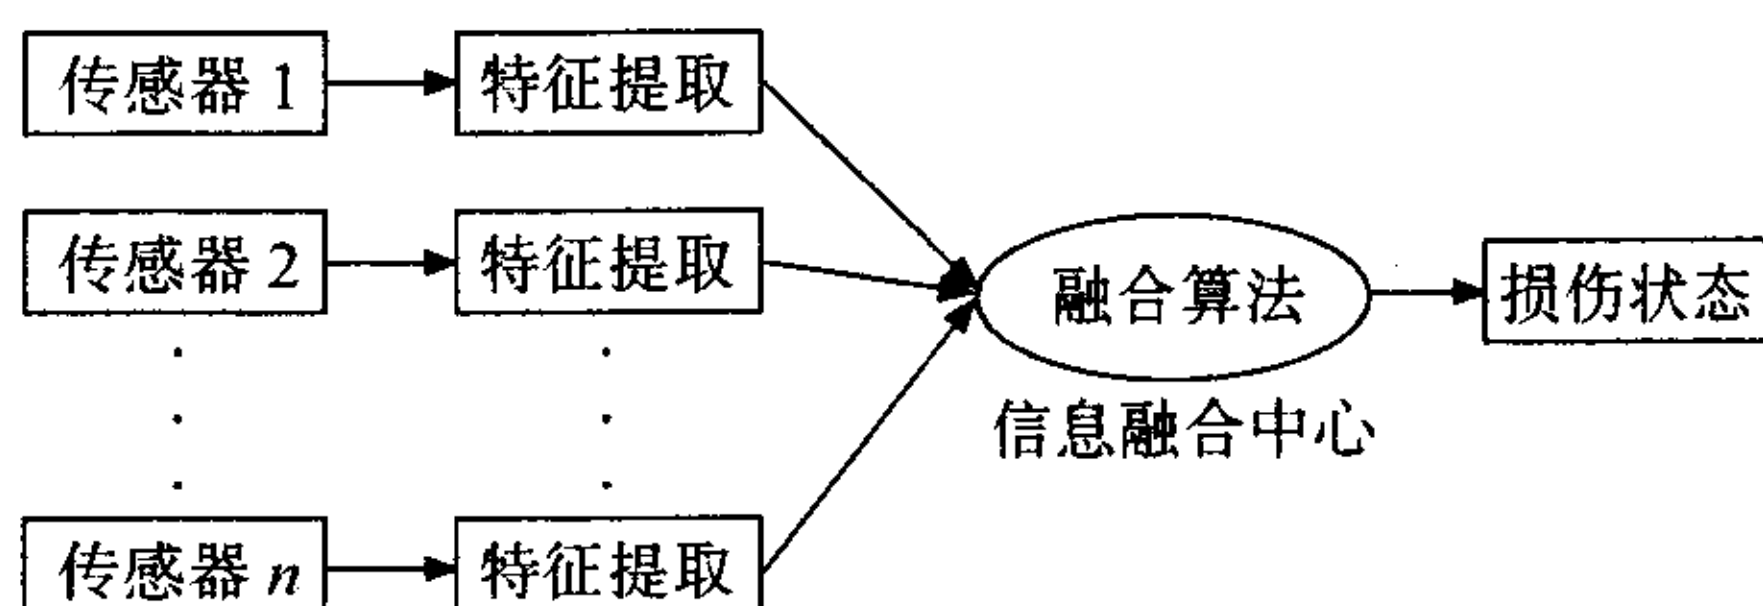 传感器 1
特征提取
传感器 2
特征提取
融合算法
损伤状态
信息融合中心
传感器 n
特征提取